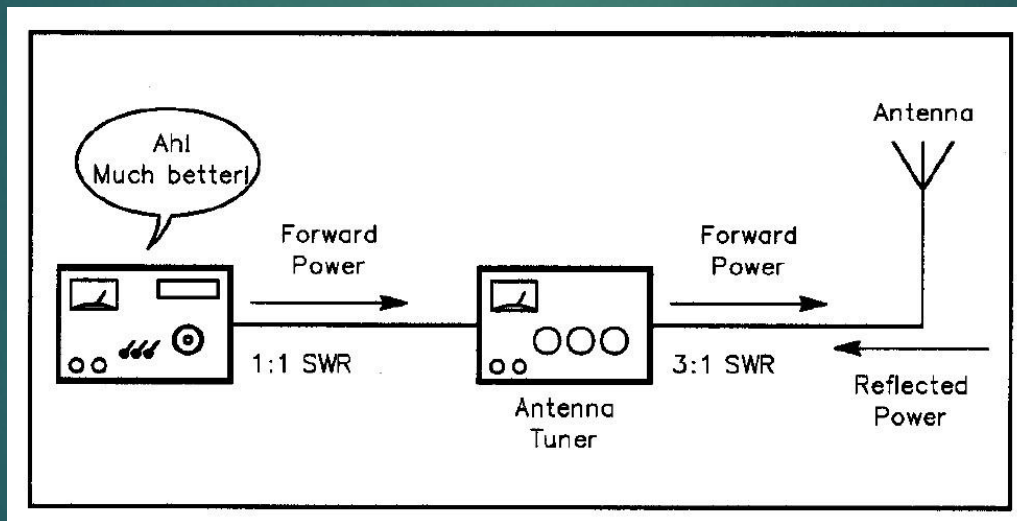 Ah!
Much better!
Antenna
Forward
Power
Forward
Power
1:1 SWR
3:1 SWR
Antenna
Tuner
Reflected
Power